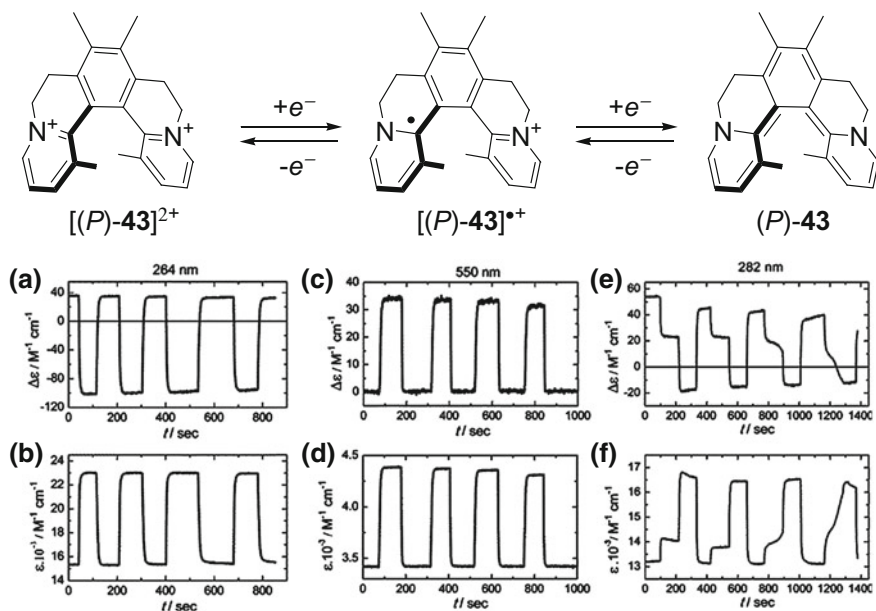 N+ N+ +e⁻ -e⁻ N N+ +e⁻ -e⁻ N N
[(P)-43]²⁺ [(P)-43]•⁺ (P)-43
(a) 264 nm (c) 550 nm (e) 282 nm
Δε / M⁻¹ cm⁻¹
40
0
-40
-80
-120
0 200 400 600 800
t / sec
Δε / M⁻¹ cm⁻¹
40
30
20
10
0
0 200 400 600 800 1000
t / sec
Δε / M⁻¹ cm⁻¹
60
40
20
0
-20
0 200 400 600 800 1000 1200 1400
t / sec
(b) (d) (f)
ε.10⁻³ / M⁻¹ cm⁻¹
24
22
20
18
16
14
0 200 400 600 800
t / sec
ε.10⁻³ / M⁻¹ cm⁻¹
4.5
4.0
3.5
3.0
0 200 400 600 800 1000
t / sec
ε.10⁻³ / M⁻¹ cm⁻¹
17
16
15
14
13
12
0 200 400 600 800 1000 1200 1400
t / sec